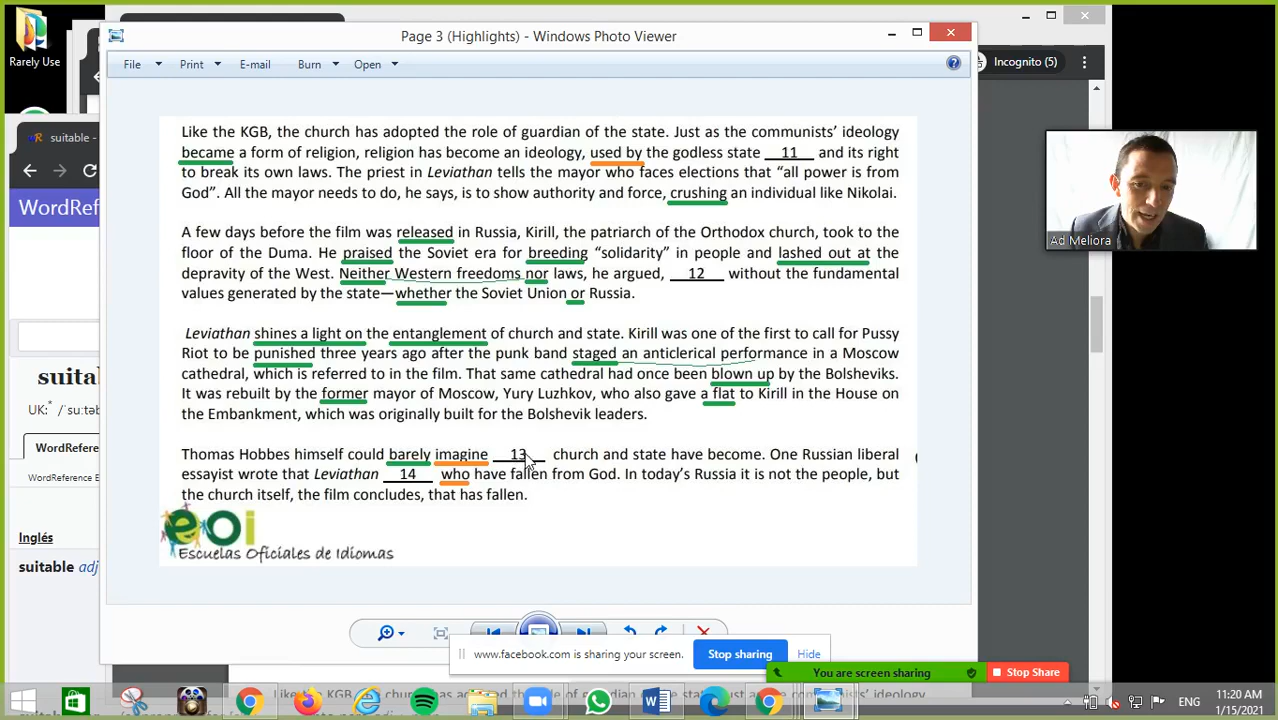 Rarely Use
Page 3 (Highlights) - Windows Photo Viewer
Incognito (5)
File Print E-mail Burn Open
Like the KGB, the church has adopted the role of guardian of the state. Just as the communists' ideology
became a form of religion, religion has become an ideology, used by the godless state 11 and its right
to break its own laws. The priest in Leviathan tells the mayor who faces elections that "all power is from
God". All the mayor needs to do, he says, is to show authority and force, crushing an individual like Nikolai.
A few days before the film was released in Russia, Kirill, the patriarch of the Orthodox church, took to the
floor of the Duma. He praised the Soviet era for breeding "solidarity" in people and lashed out at the
depravity of the West. Neither Western freedoms nor laws, he argued, 12 without the fundamental
values generated by the state—whether the Soviet Union or Russia.
Leviathan shines a light on the entanglement of church and state. Kirill was one of the first to call for Pussy
Riot to be punished three years ago after the punk band staged an anticlerical performance in a Moscow
cathedral, which is referred to in the film. That same cathedral had once been blown up by the Bolsheviks.
It was rebuilt by the former mayor of Moscow, Yury Luzhkov, who also gave a flat to Kirill in the House on
the Embankment, which was originally built for the Bolshevik leaders.
Thomas Hobbes himself could barely imagine 13 church and state have become. One Russian liberal
essayist wrote that Leviathan 14 who have fallen from God. In today's Russia it is not the people, but
the church itself, the film concludes, that has fallen.
eoi
Escuelas Oficiales de Idiomas
Ad Meliora
WR suitable -
WordRef
suitab
UK:* /ˈsuːtəb
WordRefe
WordReference E
Inglés
suitable adj
www.facebook.com is sharing your screen. Stop sharing Hide
You are screen sharing Stop Share
ENG
11:20 AM
1/15/2021